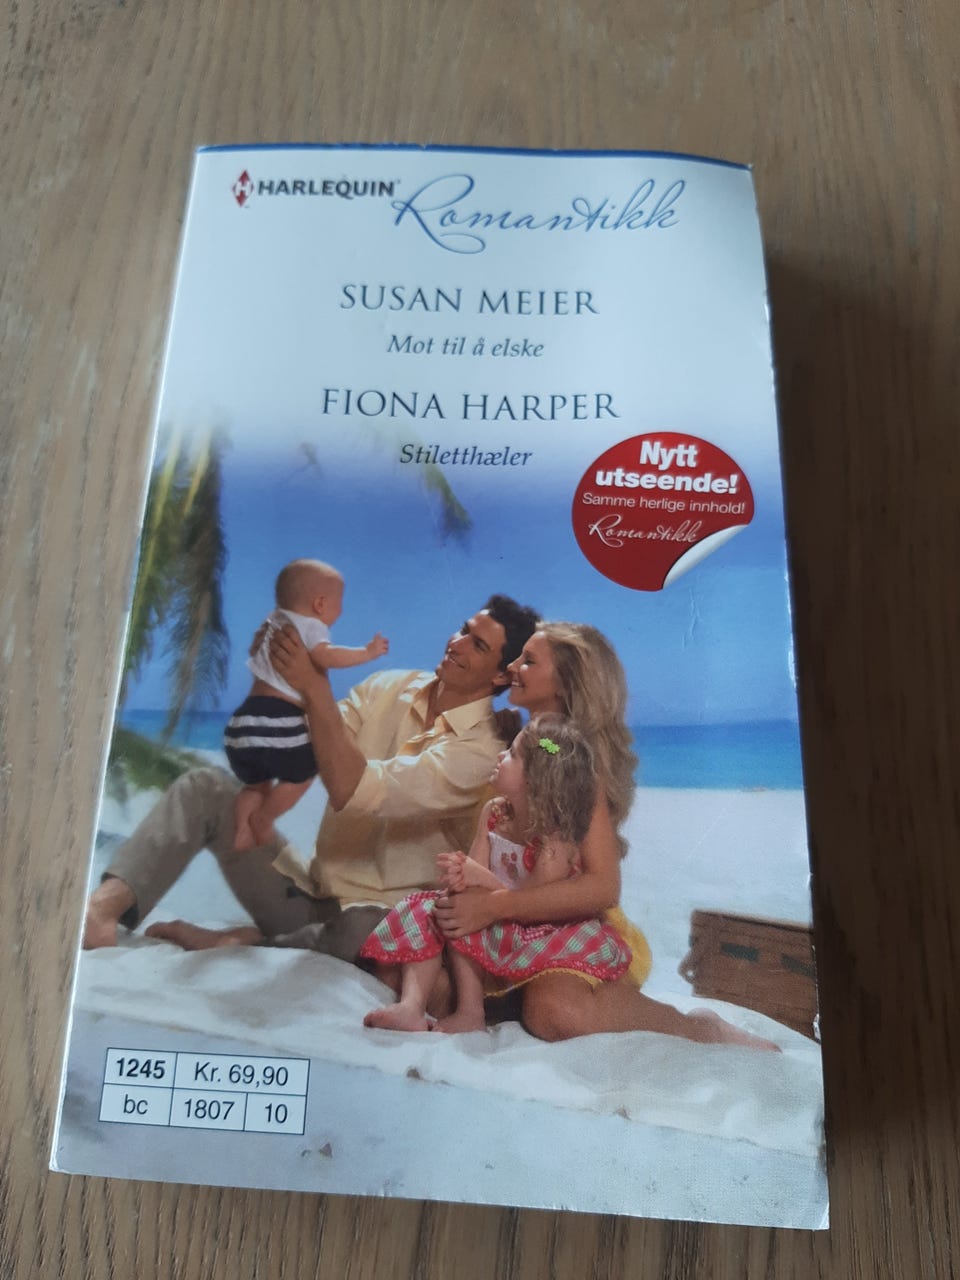 HARLEQUIN Romantikk
SUSAN MEIER
Mot til å elske
FIONA HARPER
Stiletthæler
Nytt
utseende!
Samme herlige innhold!
Romantikk
1245 Kr. 69,90
bc 1807 10